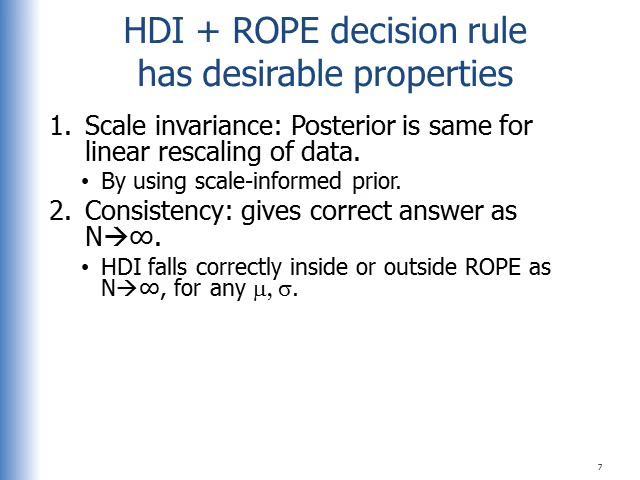 HDI + ROPE decision rule
has desirable properties
1. Scale invariance: Posterior is same for
linear rescaling of data.
• By using scale-informed prior.
2. Consistency: gives correct answer as
N→∞.
• HDI falls correctly inside or outside ROPE as
N→∞, for any μ, σ.
7